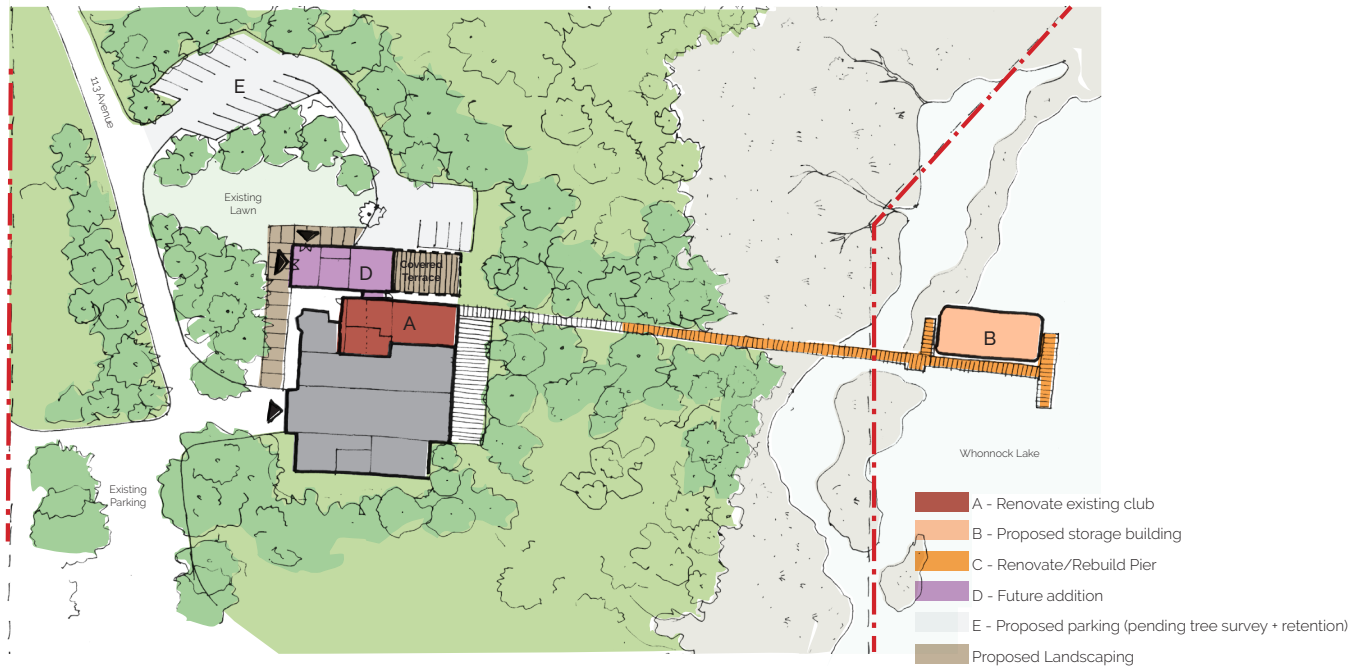 E
113 Avenue
Existing
Lawn
D
Covered
Terrace
A
B
Whonnock Lake
Existing
Parking
A - Renovate existing club
B - Proposed storage building
C - Renovate/Rebuild Pier
D - Future addition
E - Proposed parking (pending tree survey + retention)
Proposed Landscaping